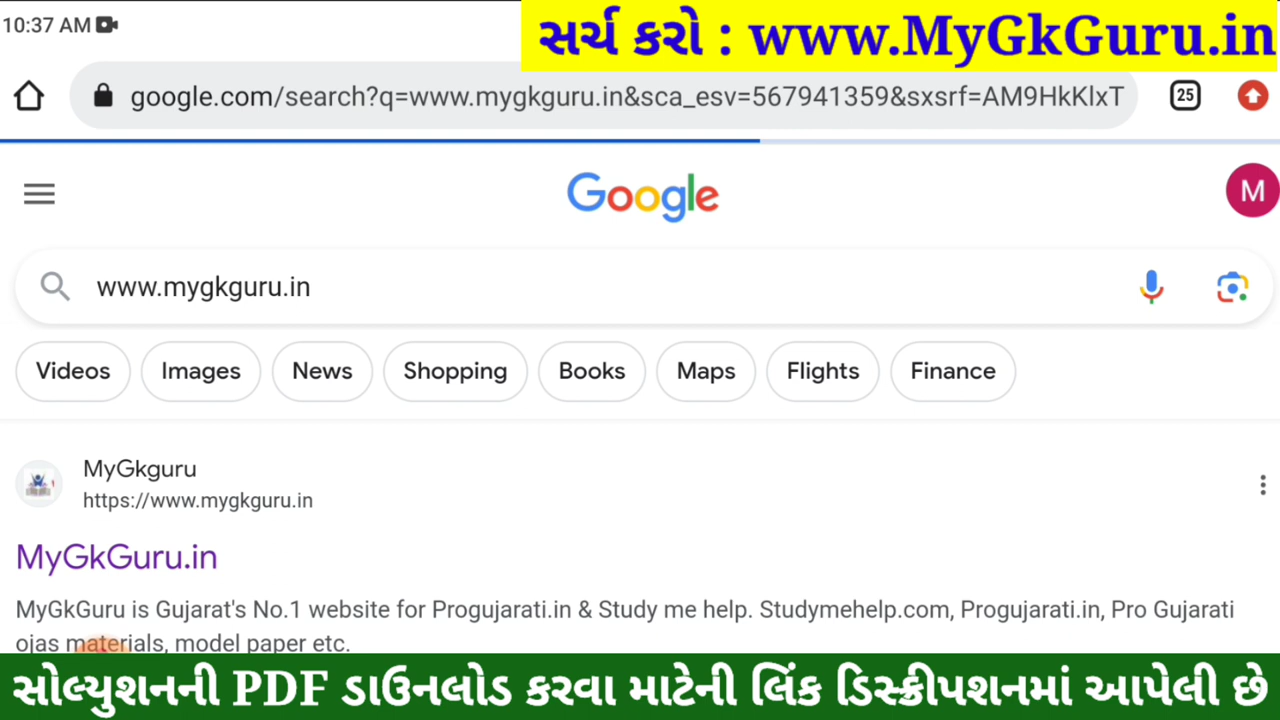 10:37 AM
સર્ચ કરો : www.MyGkGuru.in
google.com/search?q=www.mygkguru.in&sca_esv=567941359&sxsrf=AM9HkKlxT
25
Google
M
www.mygkguru.in
Videos
Images
News
Shopping
Books
Maps
Flights
Finance
MyGkguru
https://www.mygkguru.in
MyGkGuru.in
MyGkGuru is Gujarat's No.1 website for Progujarati.in & Study me help. Studymehelp.com, Progujarati.in, Pro Gujarati
ojas materials, model paper etc.
સોલ્યુશનની PDF ડાઉનલોડ કરવા માટેની લિંક ડિસ્ક્રીપશનમાં આપેલી છે